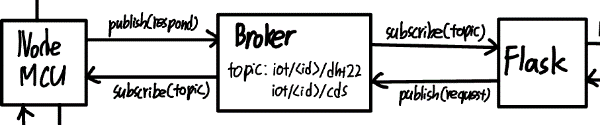 Node
MCU
publish(respond)
subscribe(topic)
Broker
topic: iot/<id>/dht22
iot/<id>/cds
subscribe(topic)
publish(request)
Flask